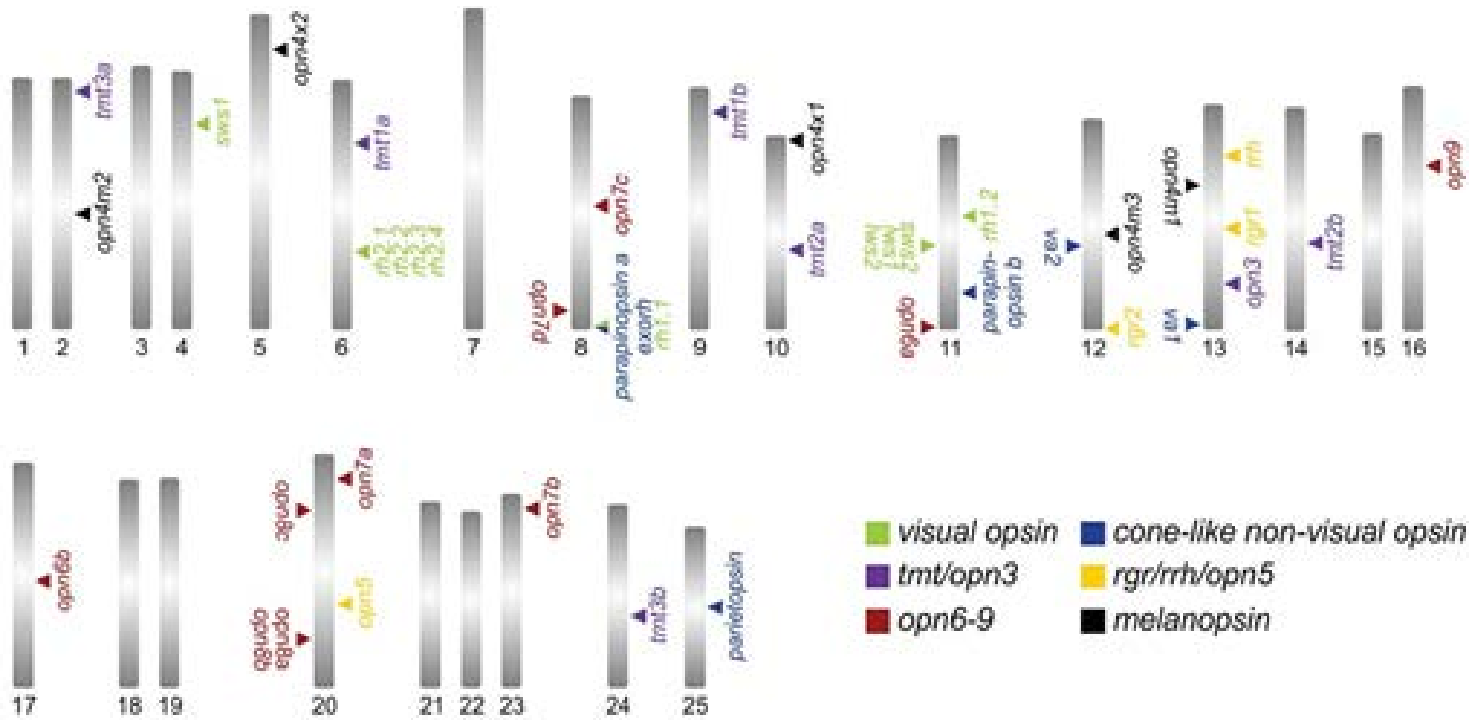 tmt3a
opn4m2
sws1
opn4x2
tmt1a
rh2.1
rh2.2
rh2.3
rh2.4
opn7c
opn7d
parapinopsin a
exorh
rh1.1
tmt1b
opn4x1
tmt2a
sws2
lws1
lws2
rh1.2
parapin-
opsin b
opn6a
va2
opn4m3
rgr2
opn4m1
rrh
rgr1
opn3
va1
tmt2b
opn9
1 2 3 4 5 6 7 8 9 10 11 12 13 14 15 16
opn6b
opn8c
opn7a
opn5
opn8a
opn8b
opn7b
tmt3b
parietopsin
17 18 19 20 21 22 23 24 25
visual opsin
cone-like non-visual opsin
tmt/opn3
rgr/rrh/opn5
opn6-9
melanopsin